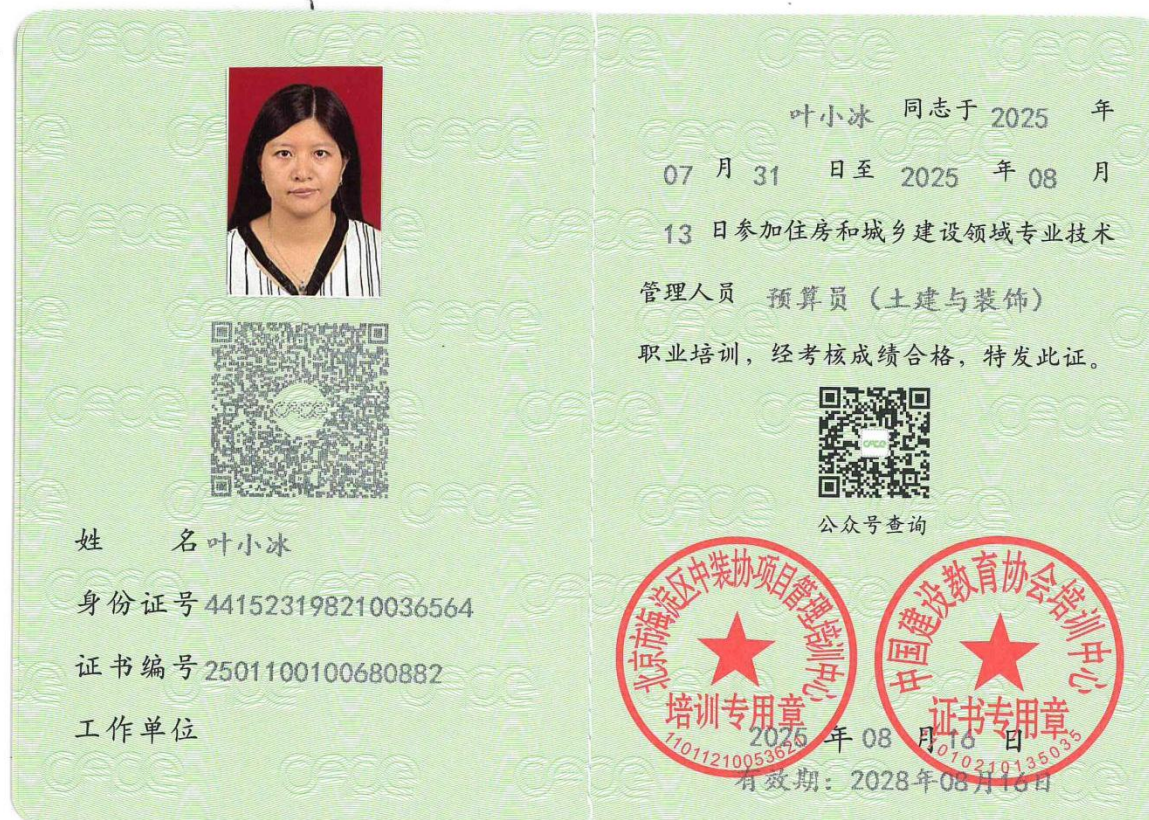 姓 名 叶小冰
身份证号 441523198210036564
证书编号 2501100100680882
工作单位
叶小冰 同志于 2025 年
07 月 31 日至 2025 年 08 月
13 日参加住房和城乡建设领域专业技术
管理人员 预算员（土建与装饰）
职业培训，经考核成绩合格，特发此证。
公众号查询
北京市海淀区中装协项目管理培训中心
培训专用章
中国建设教育协会培训中心
证书专用章
2025 年 08 月 16 日
有效期：2028年08月16日
cece